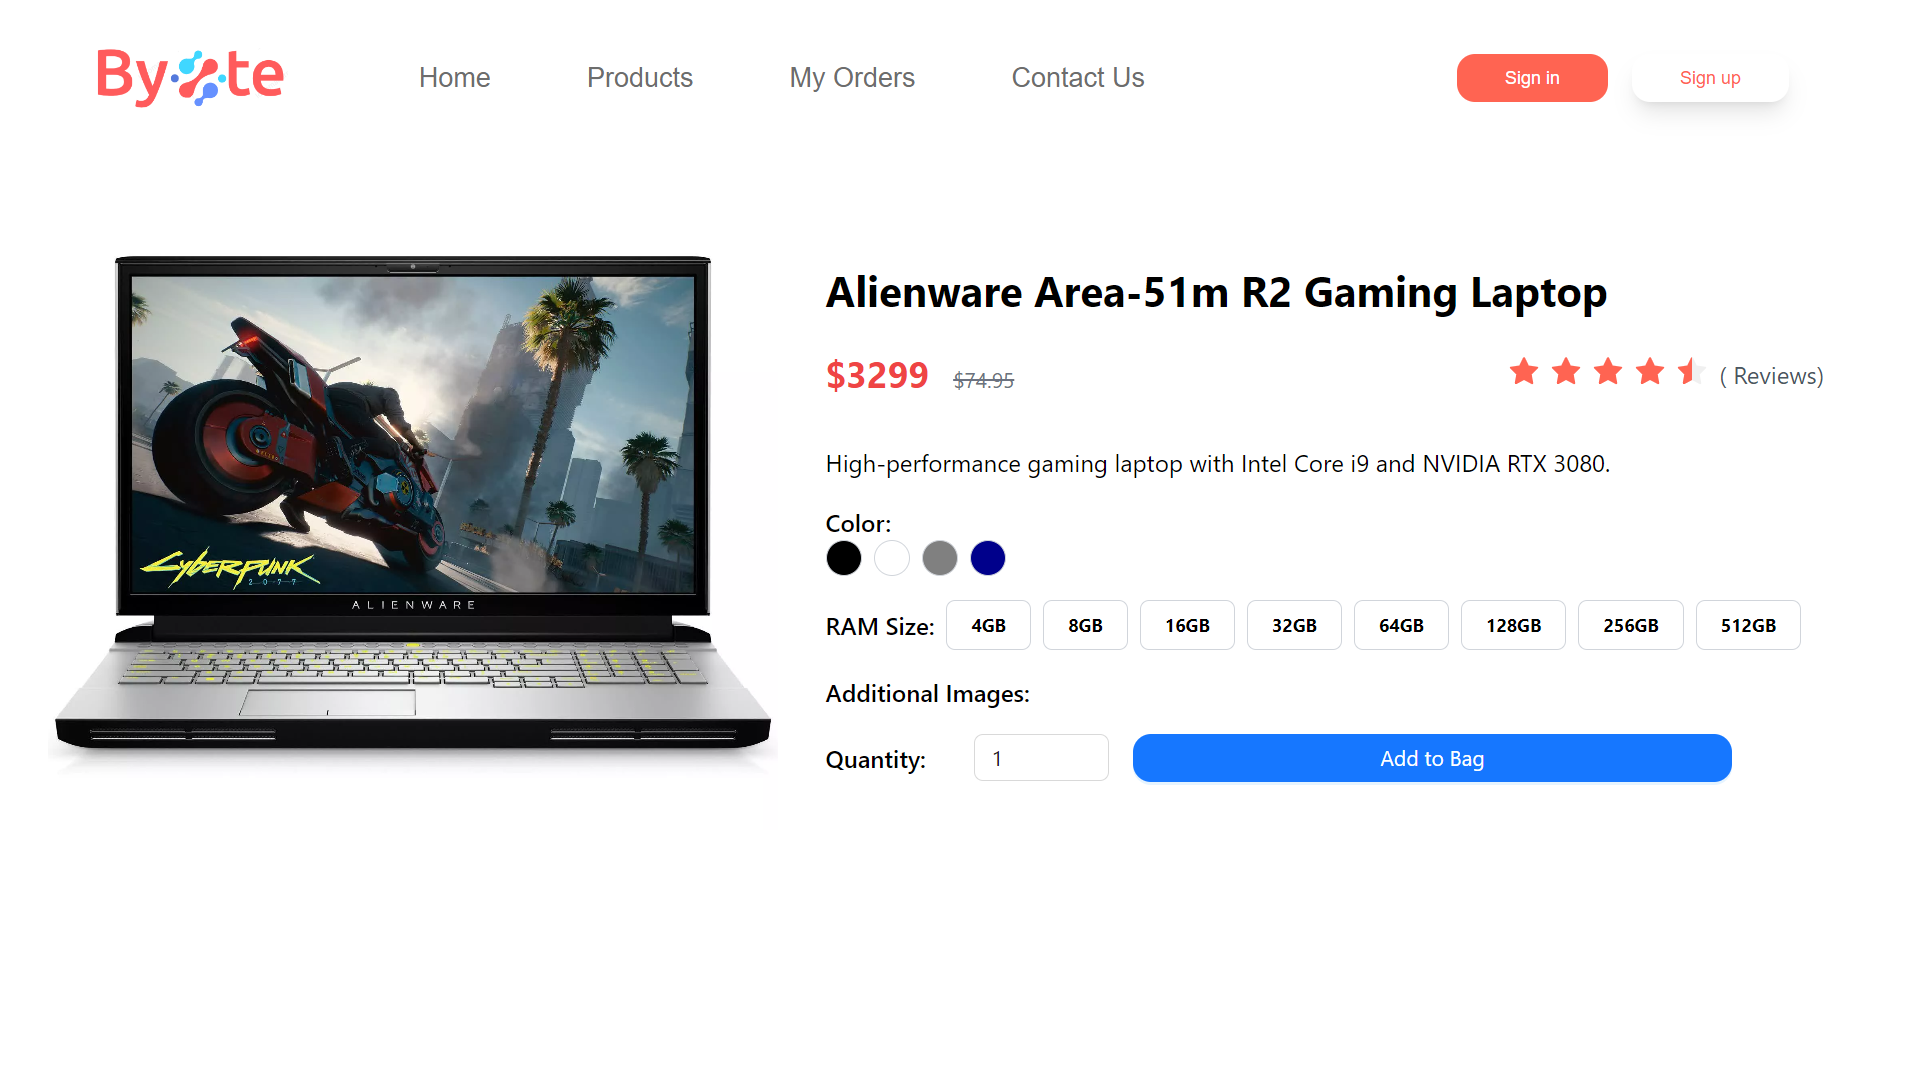 Byte
Home Products My Orders Contact Us Sign in Sign up
Alienware Area-51m R2 Gaming Laptop
$3299 $74.95 ( Reviews)
High-performance gaming laptop with Intel Core i9 and NVIDIA RTX 3080.
Color:
CYBERPUNK
2077
ALIENWARE
RAM Size: 4GB 8GB 16GB 32GB 64GB 128GB 256GB 512GB
Additional Images:
Quantity: 1 Add to Bag